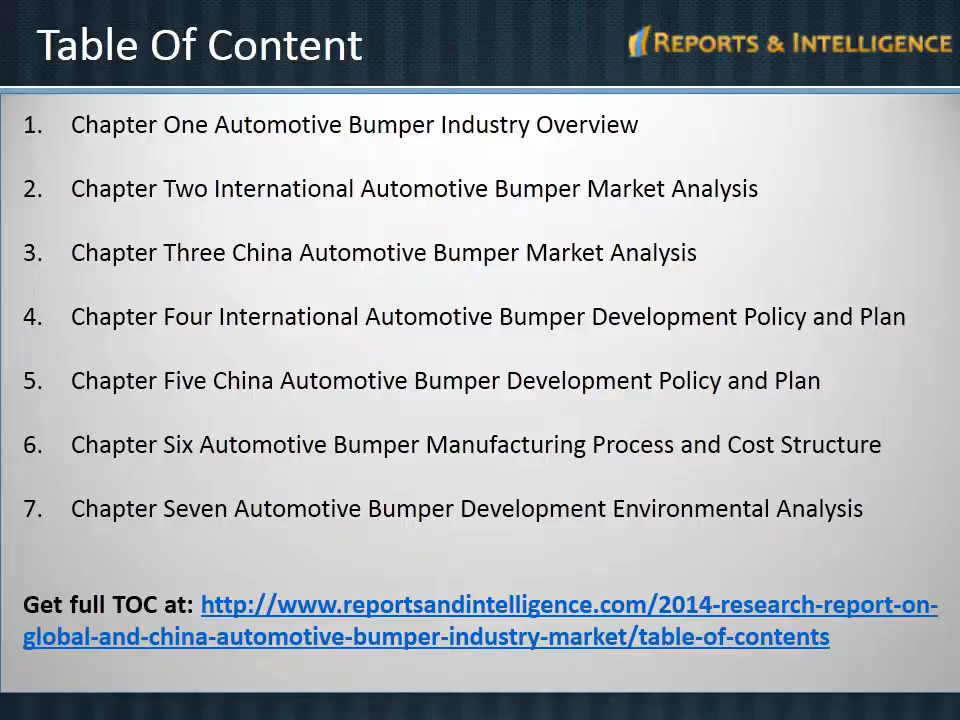 Table Of Content
REPORTS & INTELLIGENCE
1. Chapter One Automotive Bumper Industry Overview
2. Chapter Two International Automotive Bumper Market Analysis
3. Chapter Three China Automotive Bumper Market Analysis
4. Chapter Four International Automotive Bumper Development Policy and Plan
5. Chapter Five China Automotive Bumper Development Policy and Plan
6. Chapter Six Automotive Bumper Manufacturing Process and Cost Structure
7. Chapter Seven Automotive Bumper Development Environmental Analysis
Get full TOC at: http://www.reportsandintelligence.com/2014-research-report-on-
global-and-china-automotive-bumper-industry-market/table-of-contents